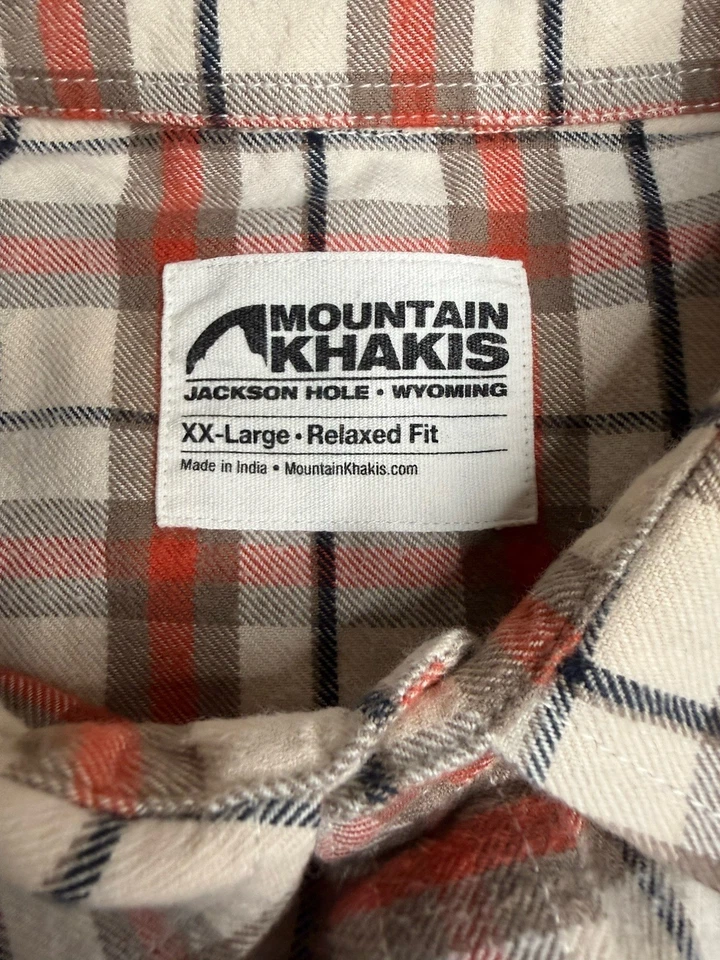 MOUNTAIN
KHAKIS
JACKSON HOLE • WYOMING
XX-Large • Relaxed Fit
Made in India • MountainKhakis.com